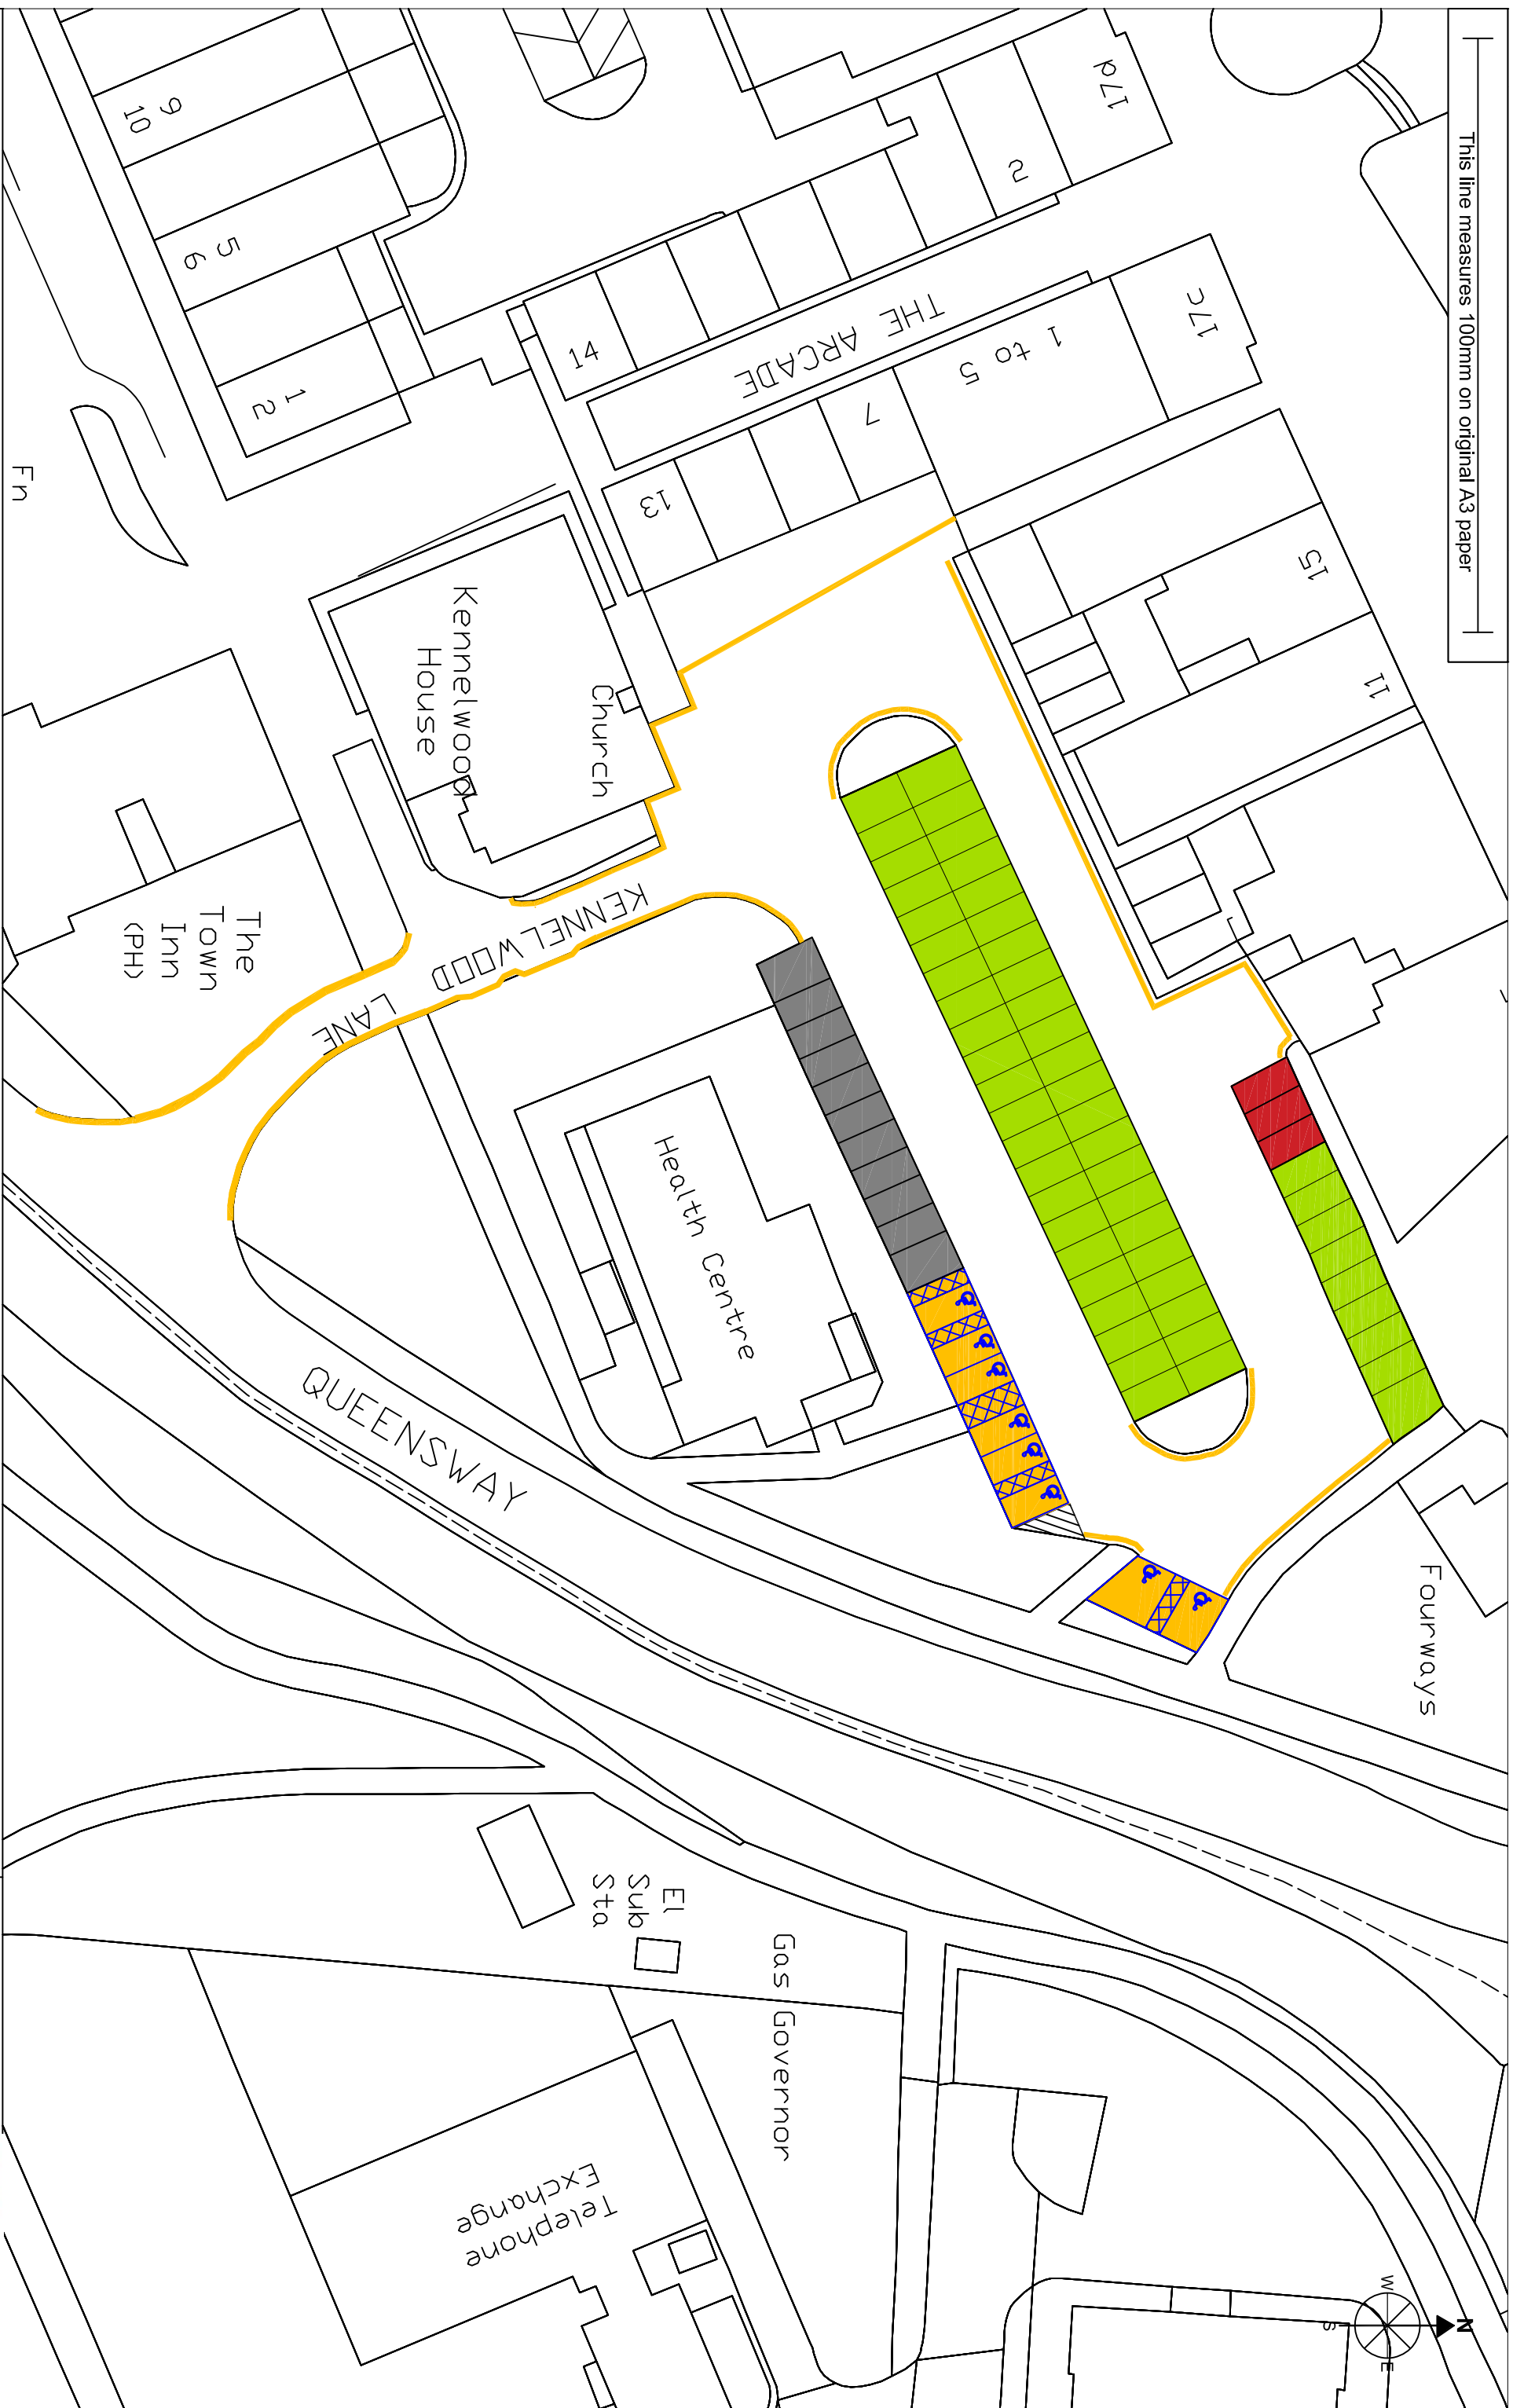 This line measures 100mm on original A3 paper
17d
2
17c
1 to 5
THE ARCADE
7
14
13
9
10
5
6
1
2
Fn
15
11
Kennelwood
House
Church
The
Town
Inn
(PH)
KENNELWOOD LANE
Health Centre
QUEENSWAY
Fourways
El
Sub
Sta
Gas Governor
Telephone
Exchange
N
W
E
S